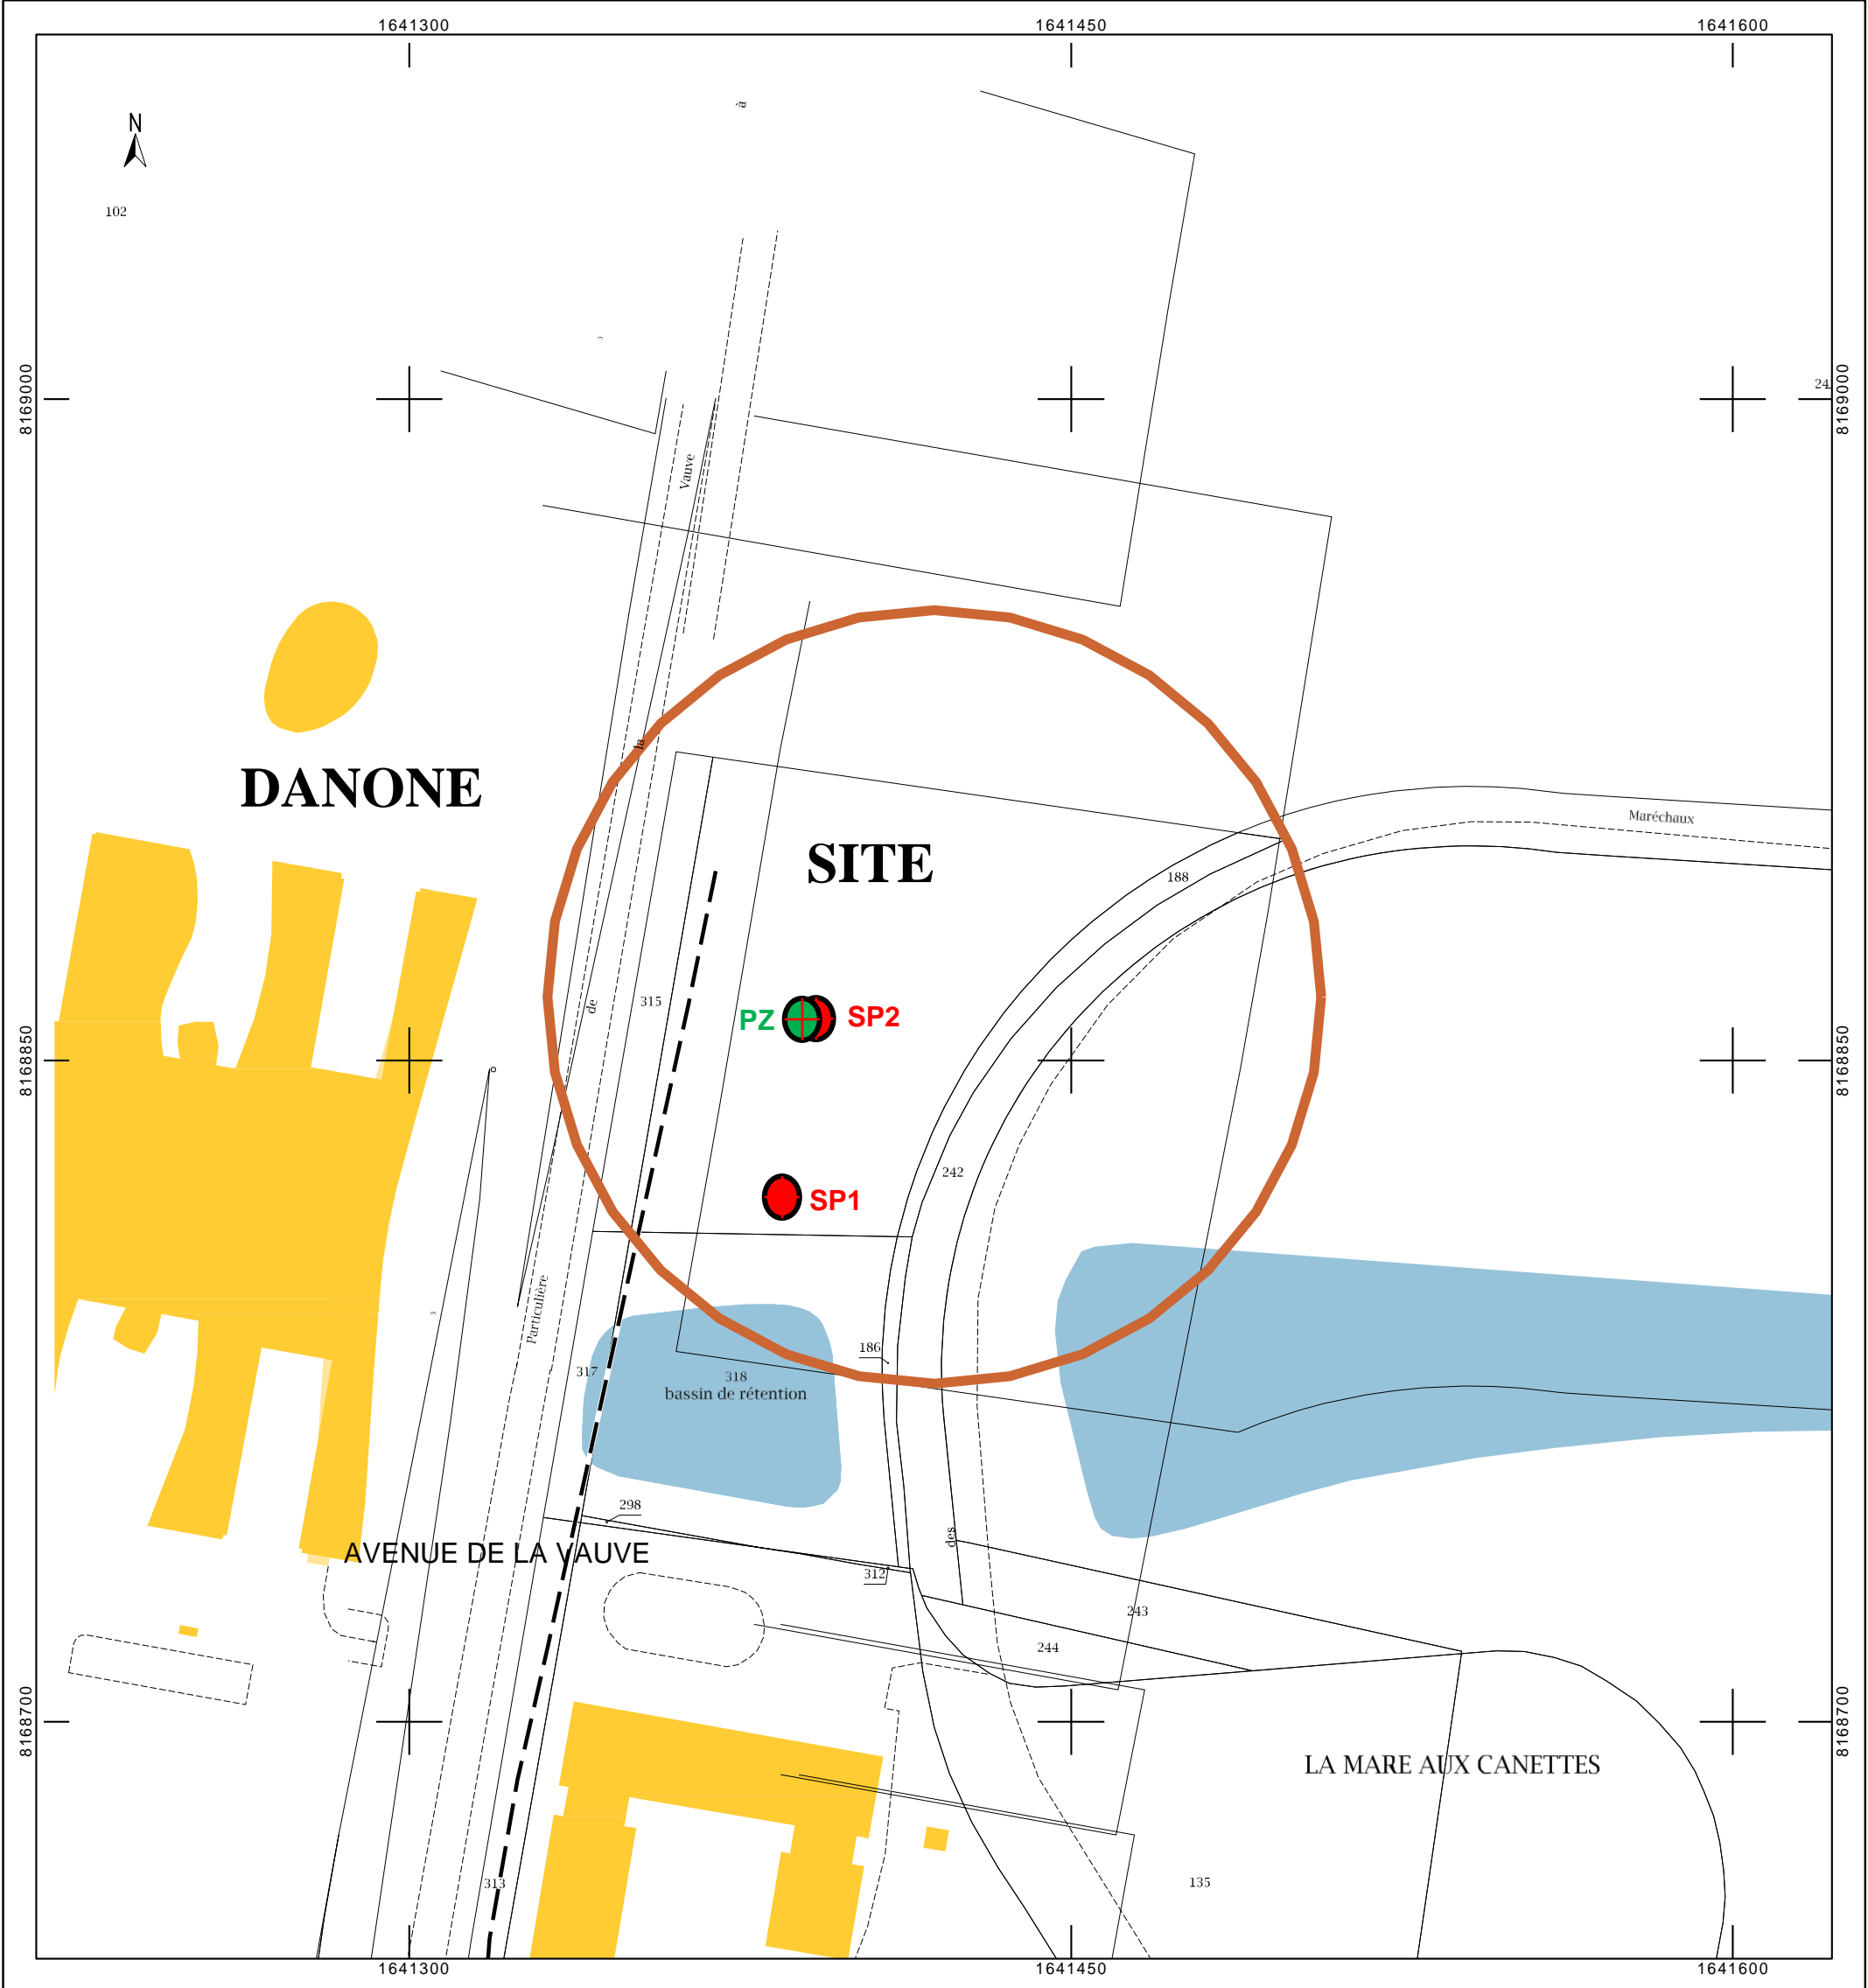 1641300
1641450
1641600
à
N
102
8169000
24
8169000
Vauve
la
DANONE
Maréchaux
SITE
188
315
de
PZ
SP2
8168850
8168850
242
SP1
Particulière
186
317
318
bassin de rétention
298
des
AVENUE DE LA VAUVE
312
243
244
8168700
8168700
LA MARE AUX CANETTES
313
135
1641300
1641450
1641600